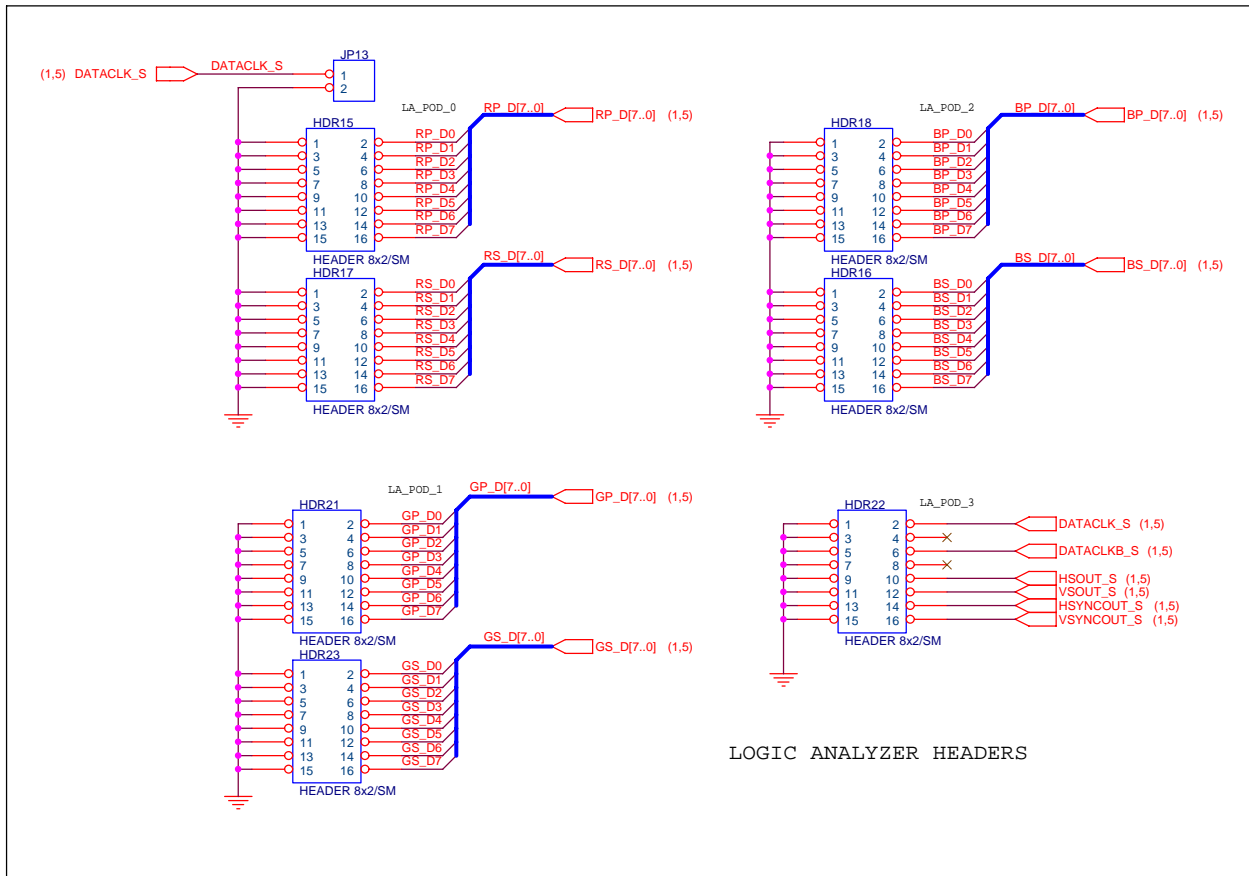 JP13
(1,5) DATACLK_S DATACLK_S 1
2
LA_POD_0 RP_D[7..0] RP_D[7..0] (1,5)
HDR15
1 2 RP_D0
3 4 RP_D1
5 6 RP_D2
7 8 RP_D3
9 10 RP_D4
11 12 RP_D5
13 14 RP_D6
15 16 RP_D7
HEADER 8x2/SM
RS_D[7..0] RS_D[7..0] (1,5)
HDR17
1 2 RS_D0
3 4 RS_D1
5 6 RS_D2
7 8 RS_D3
9 10 RS_D4
11 12 RS_D5
13 14 RS_D6
15 16 RS_D7
HEADER 8x2/SM
LA_POD_2 BP_D[7..0] BP_D[7..0] (1,5)
HDR18
1 2 BP_D0
3 4 BP_D1
5 6 BP_D2
7 8 BP_D3
9 10 BP_D4
11 12 BP_D5
13 14 BP_D6
15 16 BP_D7
HEADER 8x2/SM
BS_D[7..0] BS_D[7..0] (1,5)
HDR16
1 2 BS_D0
3 4 BS_D1
5 6 BS_D2
7 8 BS_D3
9 10 BS_D4
11 12 BS_D5
13 14 BS_D6
15 16 BS_D7
HEADER 8x2/SM
LA_POD_1 GP_D[7..0] GP_D[7..0] (1,5)
HDR21
1 2 GP_D0
3 4 GP_D1
5 6 GP_D2
7 8 GP_D3
9 10 GP_D4
11 12 GP_D5
13 14 GP_D6
15 16 GP_D7
HEADER 8x2/SM
GS_D[7..0] GS_D[7..0] (1,5)
HDR23
1 2 GS_D0
3 4 GS_D1
5 6 GS_D2
7 8 GS_D3
9 10 GS_D4
11 12 GS_D5
13 14 GS_D6
15 16 GS_D7
HEADER 8x2/SM
HDR22 LA_POD_3
1 2 DATACLK_S (1,5)
3 4
5 6 DATACLKB_S (1,5)
7 8
9 10 HSOUT_S (1,5)
11 12 VSOUT_S (1,5)
13 14 HSYNCOUT_S (1,5)
15 16 VSYNCOUT_S (1,5)
HEADER 8x2/SM
LOGIC ANALYZER HEADERS